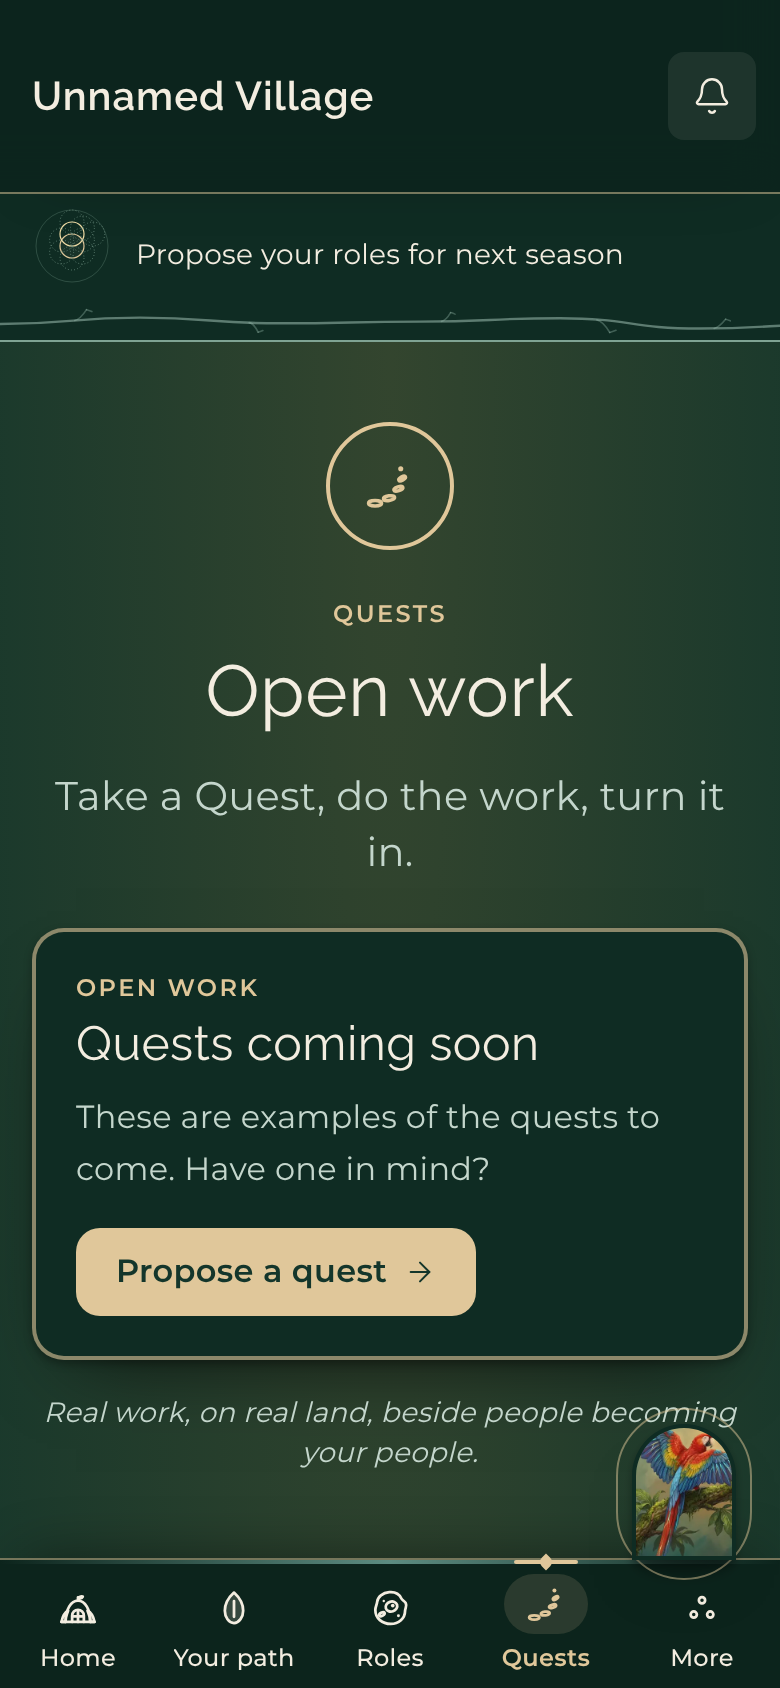 Unnamed Village
Propose your roles for next season
QUESTS
Open work
Take a Quest, do the work, turn it
in.
OPEN WORK
Quests coming soon
These are examples of the quests to
come. Have one in mind?
Propose a quest →
Real work, on real land, beside people becoming
your people.
Home Your path Roles Quests More